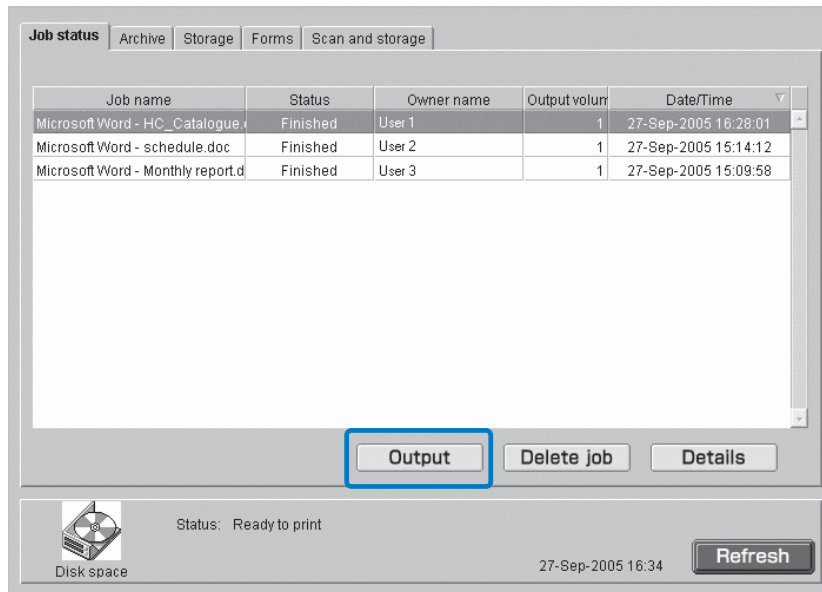 Job status Archive Storage Forms Scan and storage
Job name Status Owner name Output volum Date/Time
Microsoft Word - HC_Catalogue. Finished User 1 1 27-Sep-2005 16:28:01
Microsoft Word - schedule.doc Finished User 2 1 27-Sep-2005 15:14:12
Microsoft Word - Monthly report.d Finished User 3 1 27-Sep-2005 15:09:58
Output Delete job Details
Status: Ready to print
Disk space 27-Sep-2005 16:34 Refresh